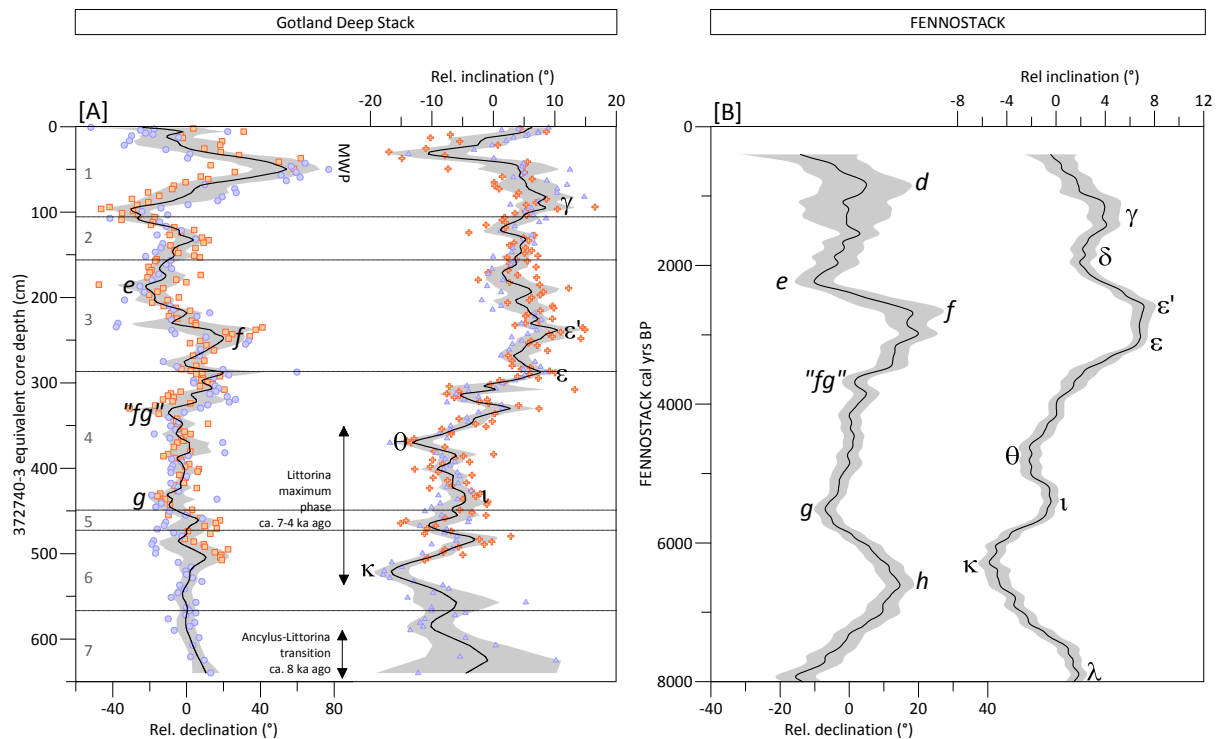 Gotland Deep Stack
FENNOSTACK
[A]
Rel. inclination (°)
-20 -10 0 10 20
[B]
Rel inclination (°)
-8 -4 0 4 8 12
3727​40-3 equivalent core depth (cm)
0
100
200
300
400
500
600
1
2
3
4
5
6
7
MVP
e
f
"fg"
g
γ
ε'
ε
θ
ι
κ
Littorina
maximum
phase
ca. 7-4 ka ago
Ancylus-Littorina
transition
ca. 8 ka ago
-40 0 40 80
Rel. declination (°)
FENNOSTACK cal yrs BP
0
2000
4000
6000
8000
d
e
f
"fg"
g
h
γ
δ
ε'
ε
θ
ι
κ
λ
-40 -20 0 20 40
Rel. declination (°)